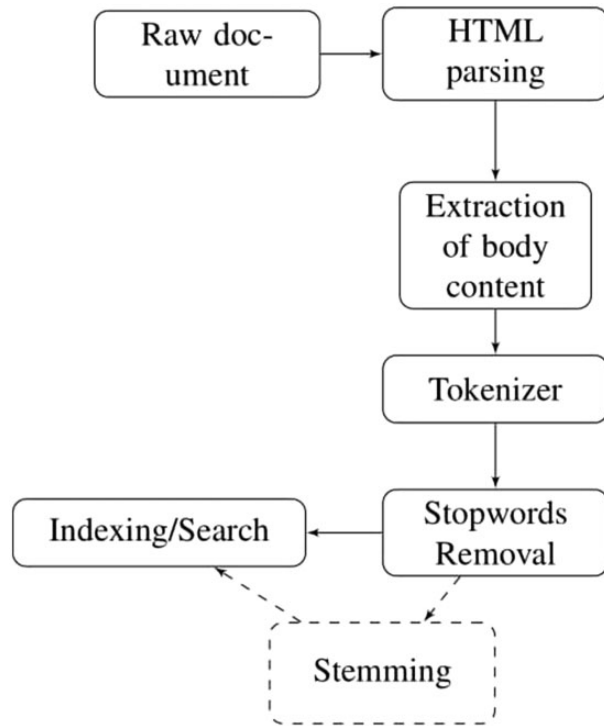 Raw doc-
ument
HTML
parsing
Extraction
of body
content
Tokenizer
Stopwords
Removal
Indexing/Search
Stemming